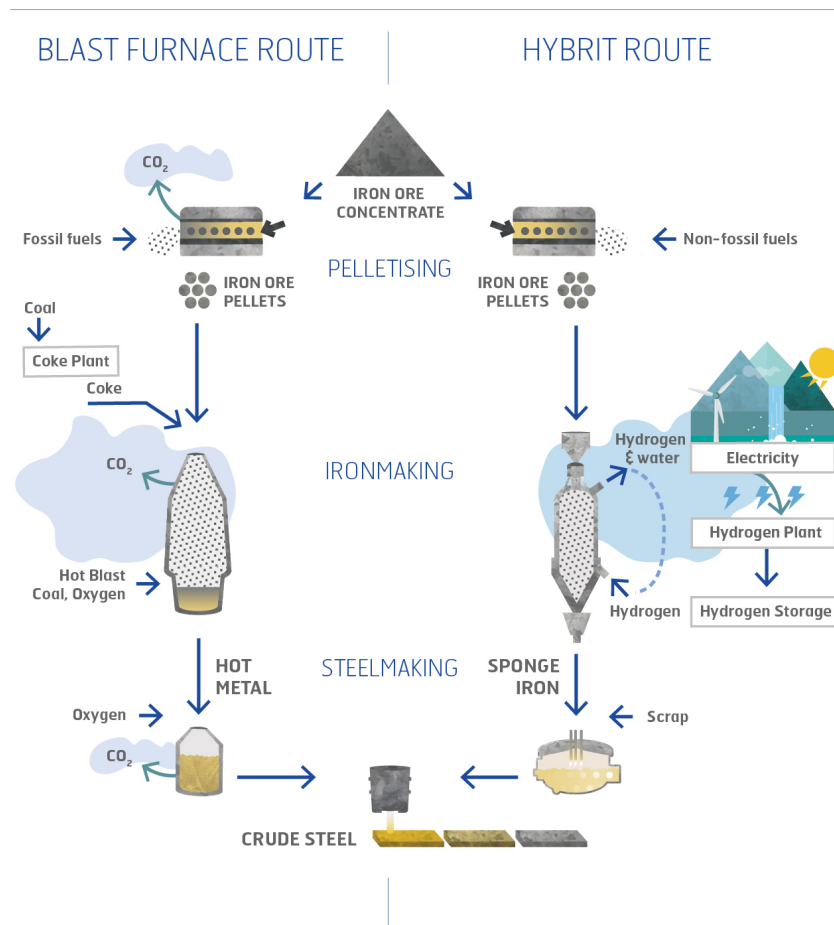 BLAST FURNACE ROUTE
HYBRIT ROUTE
CO2
IRON ORE
CONCENTRATE
Fossil fuels
Non-fossil fuels
PELLETISING
IRON ORE
PELLETS
IRON ORE
PELLETS
Coal
Coke Plant
Coke
CO2
IRONMAKING
Hydrogen
& water
Electricity
Hydrogen Plant
Hot Blast
Coal, Oxygen
Hydrogen
Hydrogen Storage
STEELMAKING
HOT
METAL
SPONGE
IRON
Oxygen
Scrap
CO2
CRUDE STEEL